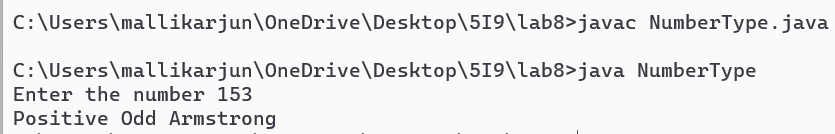 C:\Users\mallikarjun\OneDrive\Desktop\5I9\lab8>javac NumberType.java
C:\Users\mallikarjun\OneDrive\Desktop\5I9\lab8>java NumberType
Enter the number 153
Positive Odd Armstrong